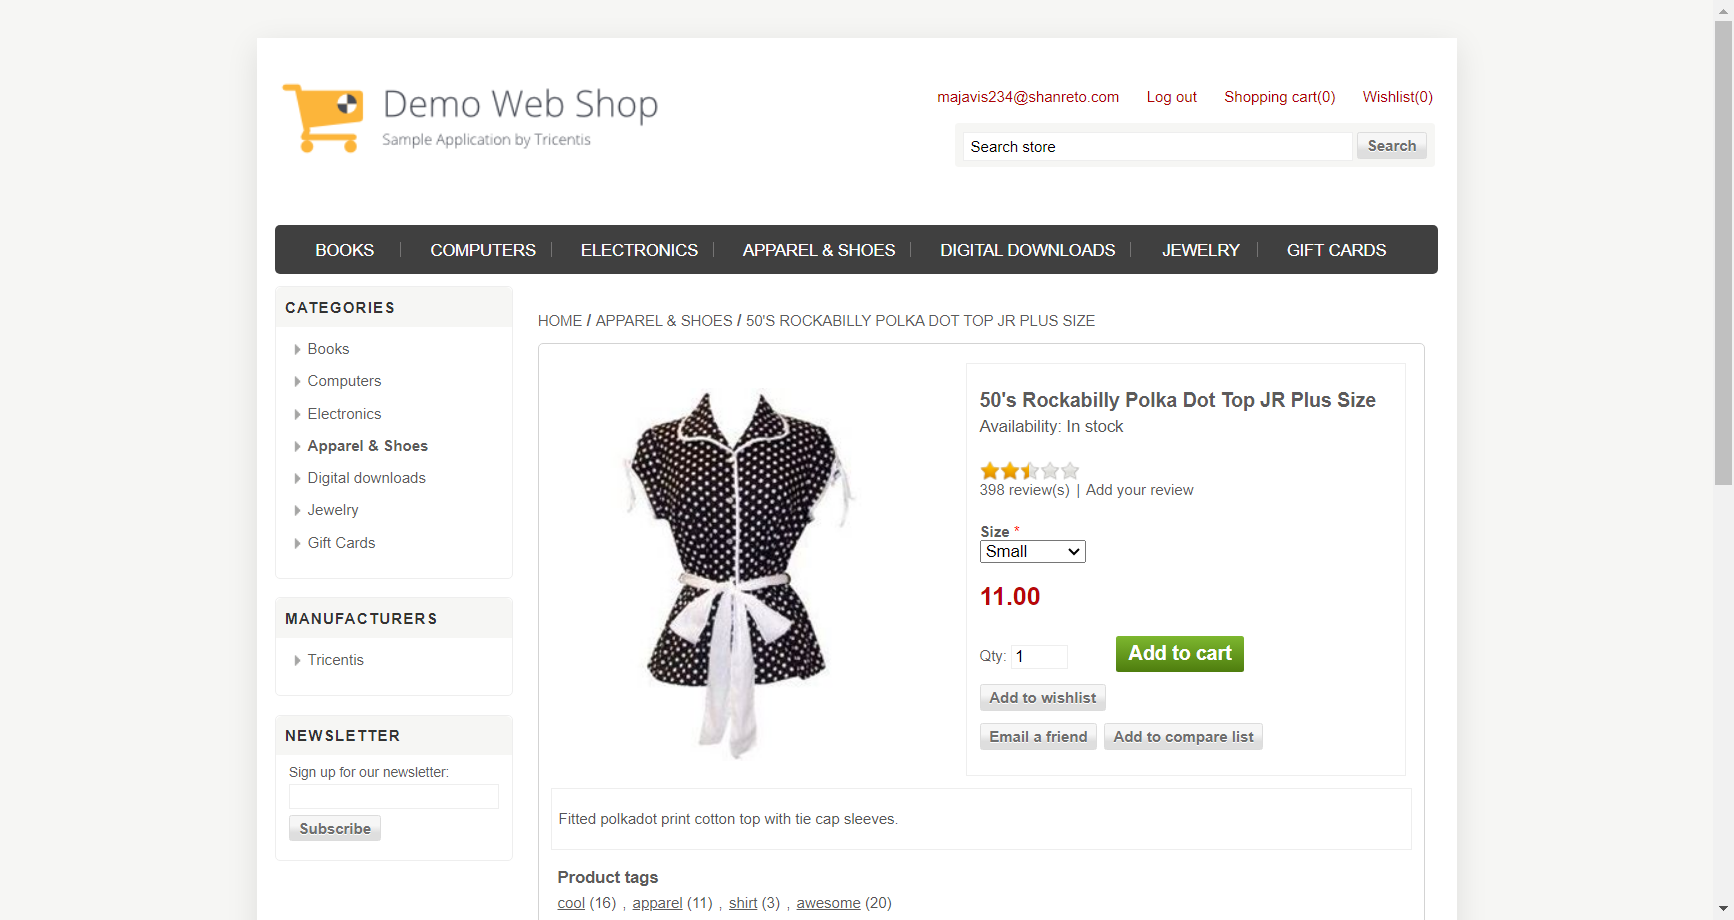 Demo Web Shop
Sample Application by Tricentis
majavis234@shanreto.com Log out Shopping cart(0) Wishlist(0)
Search store Search
BOOKS COMPUTERS ELECTRONICS APPAREL & SHOES DIGITAL DOWNLOADS JEWELRY GIFT CARDS
CATEGORIES
Books
Computers
Electronics
Apparel & Shoes
Digital downloads
Jewelry
Gift Cards
MANUFACTURERS
Tricentis
NEWSLETTER
Sign up for our newsletter:
Subscribe
HOME / APPAREL & SHOES / 50'S ROCKABILLY POLKA DOT TOP JR PLUS SIZE
50's Rockabilly Polka Dot Top JR Plus Size
Availability: In stock
398 review(s) | Add your review
Size *
Small
11.00
Qty: 1 Add to cart
Add to wishlist
Email a friend Add to compare list
Fitted polkadot print cotton top with tie cap sleeves.
Product tags
cool (16) , apparel (11) , shirt (3) , awesome (20)